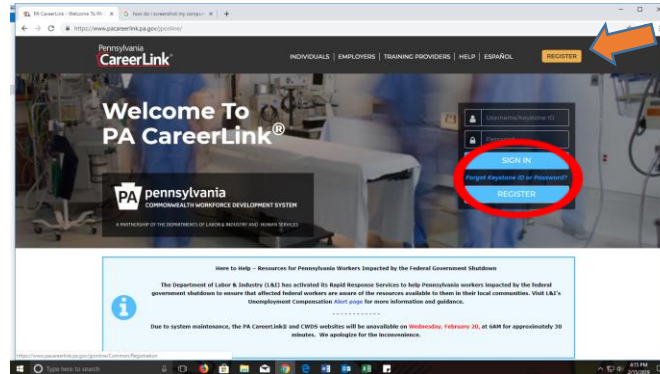 PA CareerLink - Welcome To PA
how do i screenshot my comput
https://www.pacareerlink.pa.gov/jponline/
Pennsylvania
CareerLink®
INDIVIDUALS | EMPLOYERS | TRAINING PROVIDERS | HELP | ESPAÑOL
REGISTER
Welcome To
PA CareerLink®
Username/Keystone ID
Password
SIGN IN
Forgot Keystone ID or Password?
REGISTER
PA pennsylvania
COMMONWEALTH WORKFORCE DEVELOPMENT SYSTEM
A PARTNERSHIP OF THE DEPARTMENTS OF LABOR & INDUSTRY AND HUMAN SERVICES
Here to Help – Resources for Pennsylvania Workers Impacted by the Federal Government Shutdown
The Department of Labor & Industry (L&I) has activated its Rapid Response Services to help Pennsylvania workers impacted by the federal
government shutdown to ensure that affected federal workers are aware of the resources available to them in their local communities. Visit L&I's
Unemployment Compensation Alert page for more information and guidance.
- - - - - - - - - - - -
Due to system maintenance, the PA CareerLink® and CWDS websites will be unavailable on Wednesday, February 20, at 6AM for approximately 30
minutes. We apologize for the inconvenience.
https://www.pacareerlink.pa.gov/jponline/Common/Registration
Type here to search
4:15 PM
2/15/2019